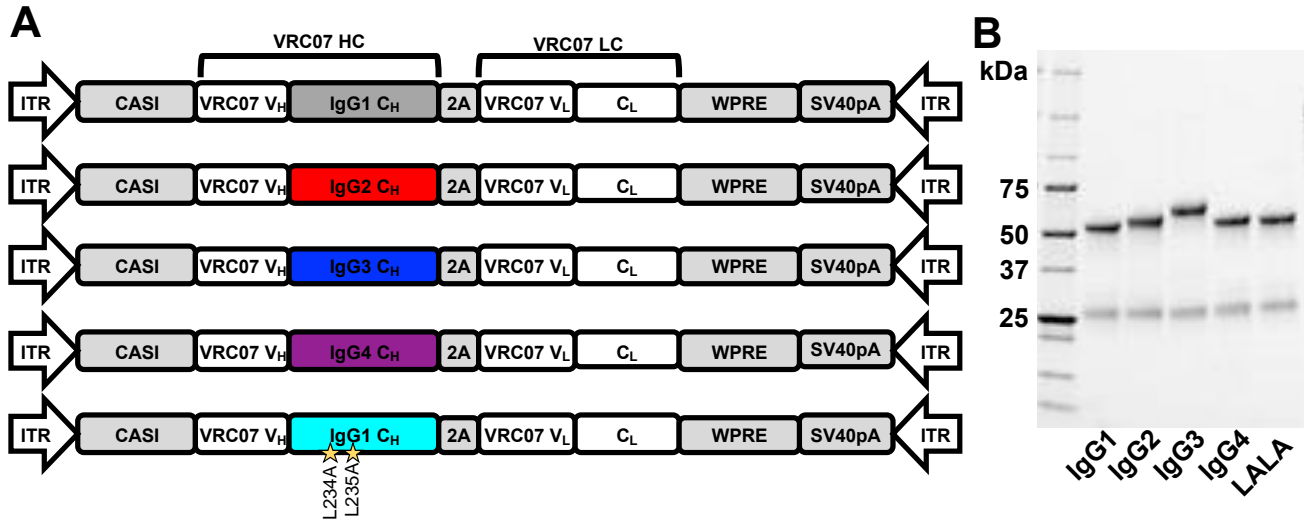 A
VRC07 HC
VRC07 LC
ITR CASI VRC07 VH IgG1 CH 2A VRC07 VL CL WPRE SV40pA ITR
ITR CASI VRC07 VH IgG2 CH 2A VRC07 VL CL WPRE SV40pA ITR
ITR CASI VRC07 VH IgG3 CH 2A VRC07 VL CL WPRE SV40pA ITR
ITR CASI VRC07 VH IgG4 CH 2A VRC07 VL CL WPRE SV40pA ITR
ITR CASI VRC07 VH IgG1 CH 2A VRC07 VL CL WPRE SV40pA ITR
L234A
L235A
B
kDa
75
50
37
25
IgG1
IgG2
IgG3
IgG4
LALA